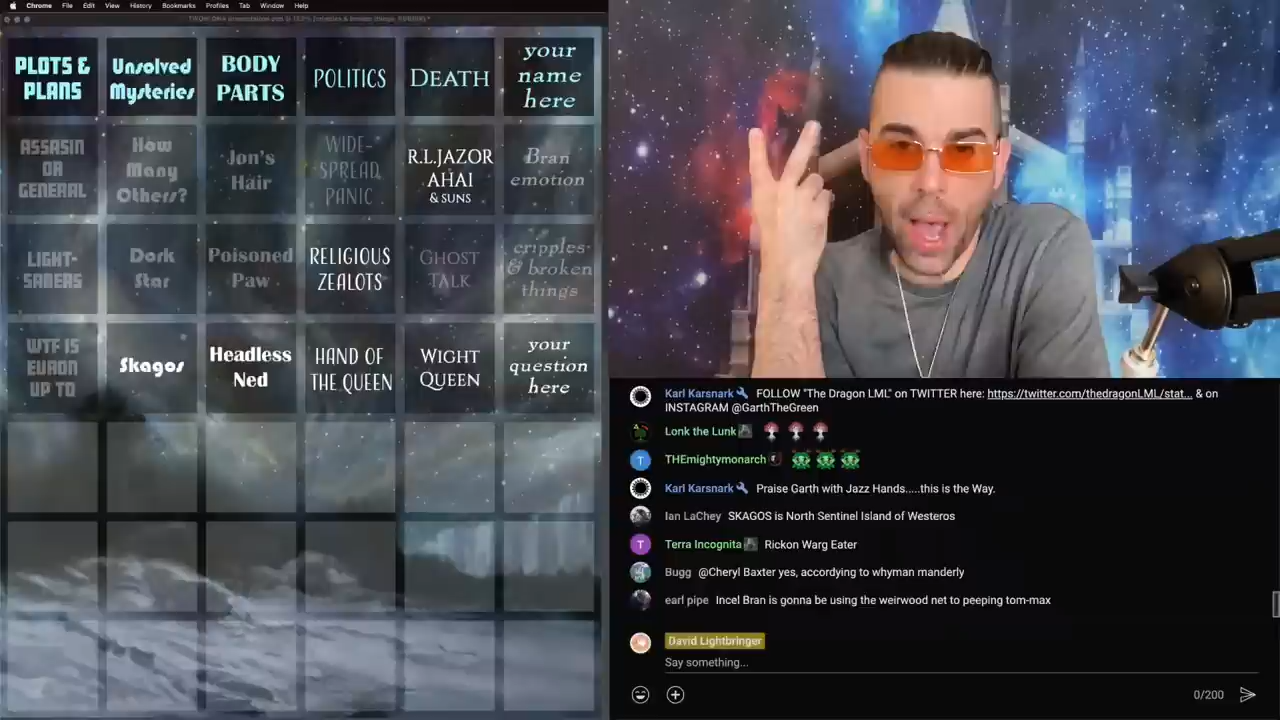 Chrome File Edit View History Bookmarks Profiles Tab Window Help
PLOTS &
PLANS
Unsolved
Mysteries
BODY
PARTS
POLITICS
DEATH
your
name
here
ASSASIN
OR
GENERAL
How
Many
Others?
Jon's
Hair
WIDE-
SPREAD
PANIC
R.L.JAZOR
AHAI
& SUNS
Bran
emotion
LIGHT-
SABERS
Dork
Star
Poisoned
Paw
RELIGIOUS
ZEALOTS
GHOST
TALK
cripples
& broken
things
WTF IS
EURON
UP TO
Skagos
Headless
Ned
HAND OF
THE QUEEN
WIGHT
QUEEN
your
question
here
Karl Karsnark FOLLOW "The Dragon LML" on TWITTER here: https://twitter.com/thedragonLML/stat... & on
INSTAGRAM @GarthTheGreen
Lonk the Lunk
T THEmightymonarch
Karl Karsnark Praise Garth with Jazz Hands.....this is the Way.
Ian LaChey SKAGOS is North Sentinel Island of Westeros
T Terra Incognita Rickon Warg Eater
Bugg @Cheryl Baxter yes, accordying to whyman manderly
earl pipe Incel Bran is gonna be using the weirwood net to peeping tom-max
David Lightbringer
Say something...
0/200